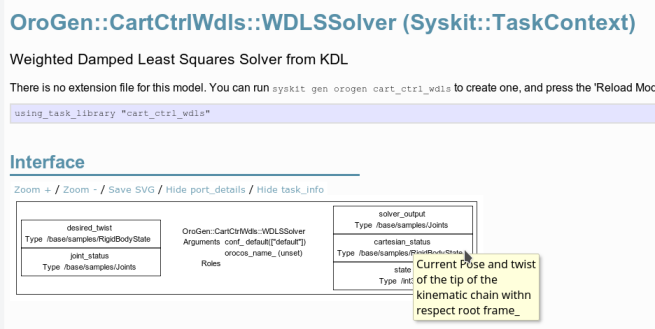 OroGen::CartCtrlWdls::WDLSSolver (Syskit::TaskContext)
Weighted Damped Least Squares Solver from KDL
There is no extension file for this model. You can run syskit gen orogen cart_ctrl_wdls to create one, and press the 'Reload Mod
using_task_library "cart_ctrl_wdls"
Interface
Zoom + / Zoom - / Save SVG / Hide port_details / Hide task_info
desired_twist
Type /base/samples/RigidBodyState
joint_status
Type /base/samples/Joints
OroGen::CartCtrlWdls::WDLSSolver
Arguments conf_ default(["default"])
orocos_name_ (unset)
Roles
solver_output
Type /base/samples/Joints
cartesian_status
Type /base/samples/RigidBodyState
state
Type /int3
Current Pose and twist
of the tip of the
kinematic chain withn
respect root frame_